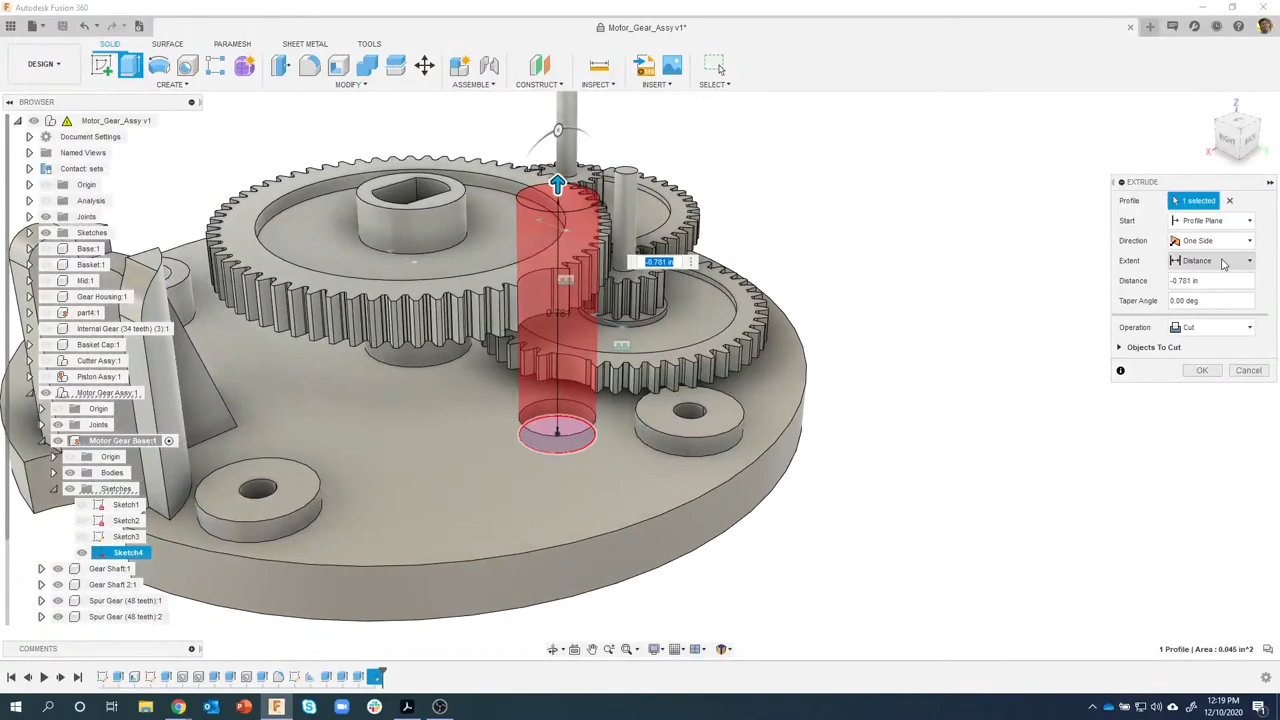 Autodesk Fusion 360
Motor_Gear_Assy v1*
SOLID SURFACE PARAMESH SHEET METAL TOOLS
DESIGN
CREATE MODIFY ASSEMBLE CONSTRUCT INSPECT INSERT SELECT
BROWSER
Motor_Gear_Assy v1
Document Settings
Named Views
Contact: sets
Origin
Analysis
Joints
Sketches
Base:1
Basket:1
Mid:1
Gear Housing:1
part4:1
Internal Gear (34 teeth) (3):1
Basket Cap:1
Cutter Assy:1
Piston Assy:1
Motor Gear Assy:1
Origin
Joints
Motor Gear Base:1
Origin
Bodies
Sketches
Sketch1
Sketch2
Sketch3
Sketch4
Gear Shaft:1
Gear Shaft 2:1
Spur Gear (48 teeth):1
Spur Gear (48 teeth):2
COMMENTS
-0.781 in
0.781
Z
RIGHT
BACK
X
Y
EXTRUDE
Profile 1 selected
Start Profile Plane
Direction One Side
Extent Distance
Distance -0.781 in
Taper Angle 0.00 deg
Operation Cut
Objects To Cut
OK Cancel
1 Profile | Area : 0.045 in^2
12:19 PM
12/10/2020